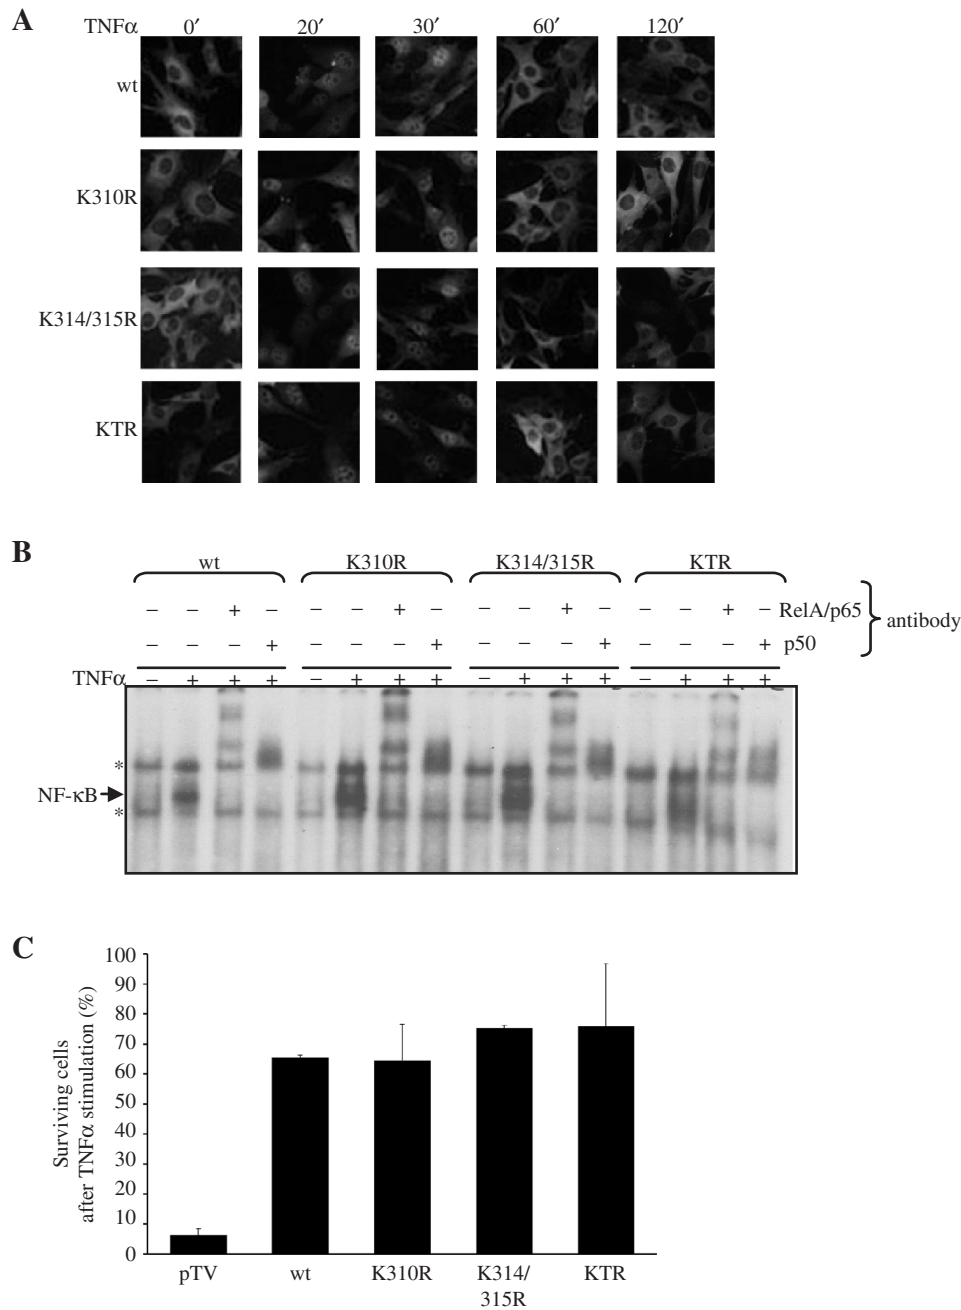 A
TNFα 0′ 20′ 30′ 60′ 120′
wt
K310R
K314/315R
KTR
B
wt K310R K314/315R KTR
− − + − − − + − − − + − − − + − RelA/p65
− − − + − − − + − − − + − − − + p50
antibody
TNFα − + + + − + + + − + + + − + + +
*
NF-κB
*
C
Surviving cells
after TNFα stimulation (%)
100
90
80
70
60
50
40
30
20
10
0
pTV wt K310R K314/ KTR
315R